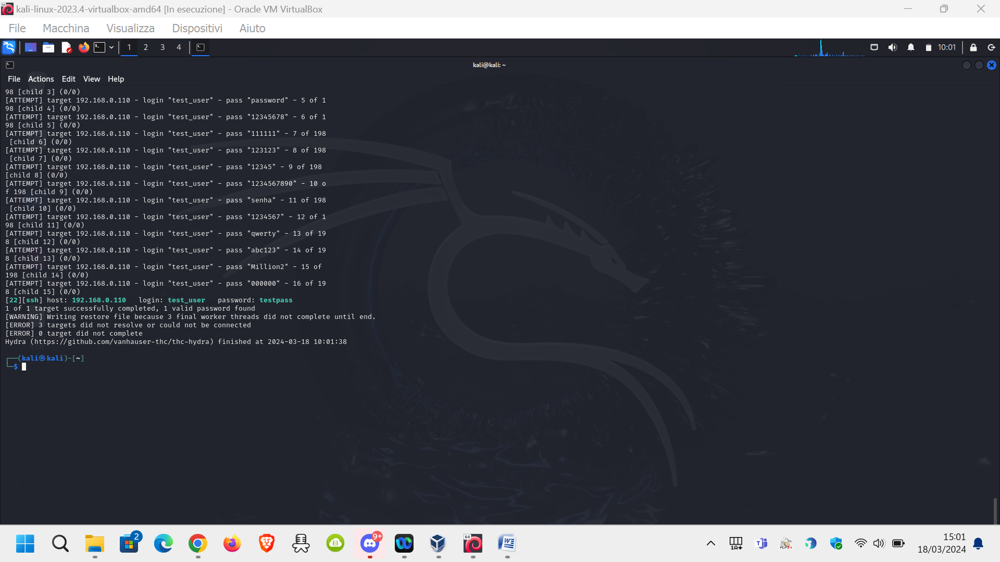 kali-linux-2023.4-virtualbox-amd64 [In esecuzione] - Oracle VM VirtualBox
File Macchina Visualizza Dispositivi Aiuto
1 2 3 4 10:01
kali@kali: ~
File Actions Edit View Help
98 [child 3] (0/0)
[ATTEMPT] target 192.168.0.110 - login "test_user" - pass "password" - 5 of 1
98 [child 4] (0/0)
[ATTEMPT] target 192.168.0.110 - login "test_user" - pass "12345678" - 6 of 1
98 [child 5] (0/0)
[ATTEMPT] target 192.168.0.110 - login "test_user" - pass "111111" - 7 of 198
[child 6] (0/0)
[ATTEMPT] target 192.168.0.110 - login "test_user" - pass "123123" - 8 of 198
[child 7] (0/0)
[ATTEMPT] target 192.168.0.110 - login "test_user" - pass "12345" - 9 of 198
[child 8] (0/0)
[ATTEMPT] target 192.168.0.110 - login "test_user" - pass "1234567890" - 10 o
f 198 [child 9] (0/0)
[ATTEMPT] target 192.168.0.110 - login "test_user" - pass "senha" - 11 of 198
[child 10] (0/0)
[ATTEMPT] target 192.168.0.110 - login "test_user" - pass "1234567" - 12 of 1
98 [child 11] (0/0)
[ATTEMPT] target 192.168.0.110 - login "test_user" - pass "qwerty" - 13 of 19
8 [child 12] (0/0)
[ATTEMPT] target 192.168.0.110 - login "test_user" - pass "abc123" - 14 of 19
8 [child 13] (0/0)
[ATTEMPT] target 192.168.0.110 - login "test_user" - pass "Million2" - 15 of
198 [child 14] (0/0)
[ATTEMPT] target 192.168.0.110 - login "test_user" - pass "000000" - 16 of 19
8 [child 15] (0/0)
[22][ssh] host: 192.168.0.110   login: test_user   password: testpass
1 of 1 target successfully completed, 1 valid password found
[WARNING] Writing restore file because 3 final worker threads did not complete until end.
[ERROR] 3 targets did not resolve or could not be connected
[ERROR] 0 target did not complete
Hydra (https://github.com/vanhauser-thc/thc-hydra) finished at 2024-03-18 10:01:38
┌──(kali㉿kali)-[~]
└─$
2 9+ 64
15:01
18/03/2024